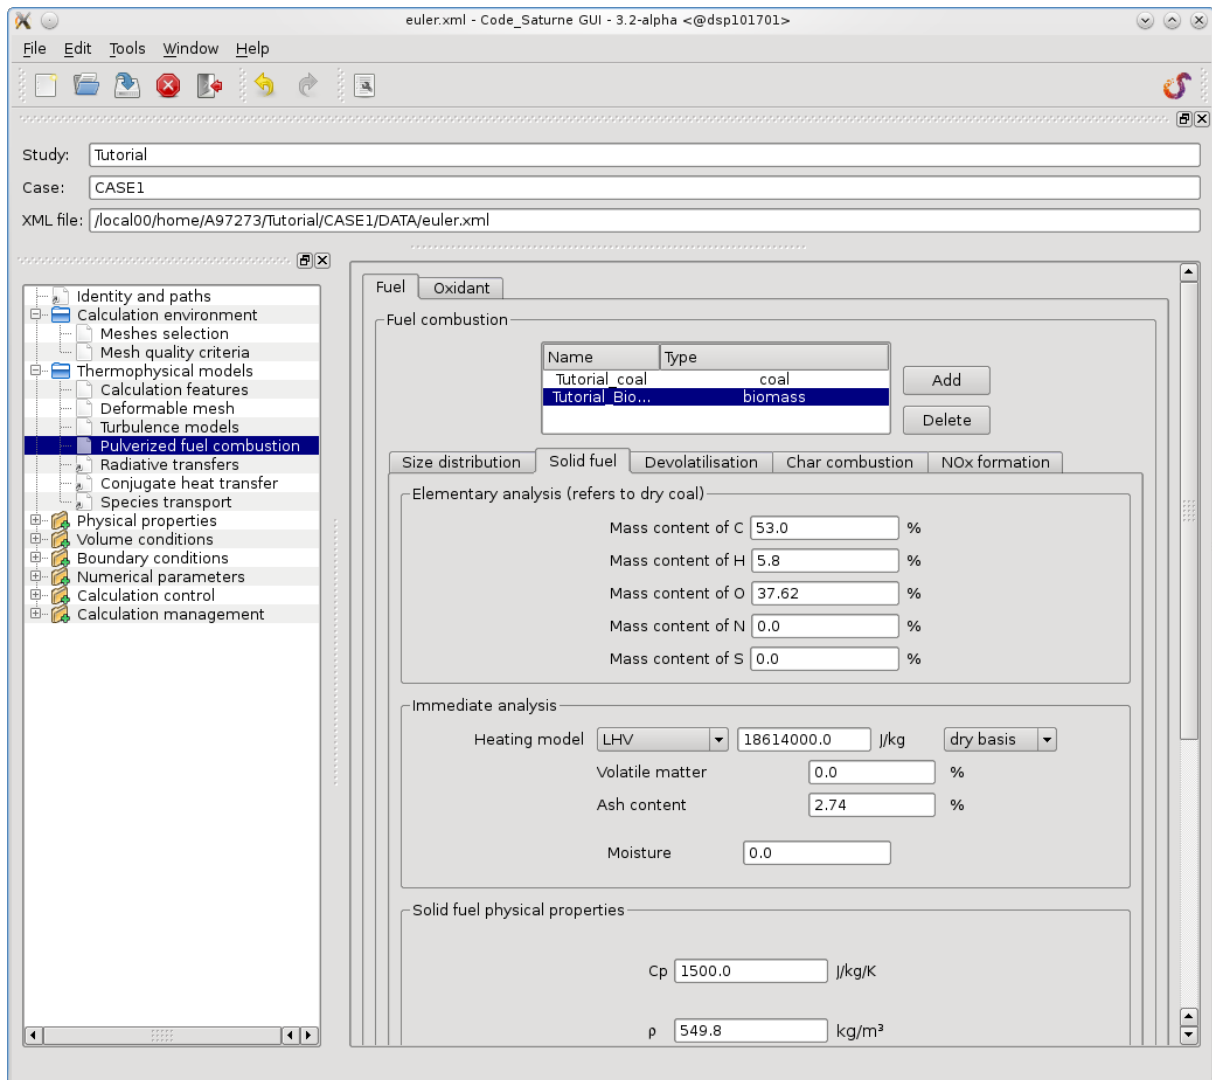 euler.xml - Code_Saturne GUI - 3.2-alpha <@dsp101701>
File Edit Tools Window Help
Study: Tutorial
Case: CASE1
XML file: /local00/home/A97273/Tutorial/CASE1/DATA/euler.xml
Identity and paths
Calculation environment
Meshes selection
Mesh quality criteria
Thermophysical models
Calculation features
Deformable mesh
Turbulence models
Pulverized fuel combustion
Radiative transfers
Conjugate heat transfer
Species transport
Physical properties
Volume conditions
Boundary conditions
Numerical parameters
Calculation control
Calculation management
Fuel Oxidant
Fuel combustion
Name Type
Tutorial_coal coal
Tutorial_Bio... biomass
Add
Delete
Size distribution Solid fuel Devolatilisation Char combustion NOx formation
Elementary analysis (refers to dry coal)
Mass content of C 53.0 %
Mass content of H 5.8 %
Mass content of O 37.62 %
Mass content of N 0.0 %
Mass content of S 0.0 %
Immediate analysis
Heating model LHV 18614000.0 J/kg dry basis
Volatile matter 0.0 %
Ash content 2.74 %
Moisture 0.0
Solid fuel physical properties
Cp 1500.0 J/kg/K
ρ 549.8 kg/m³